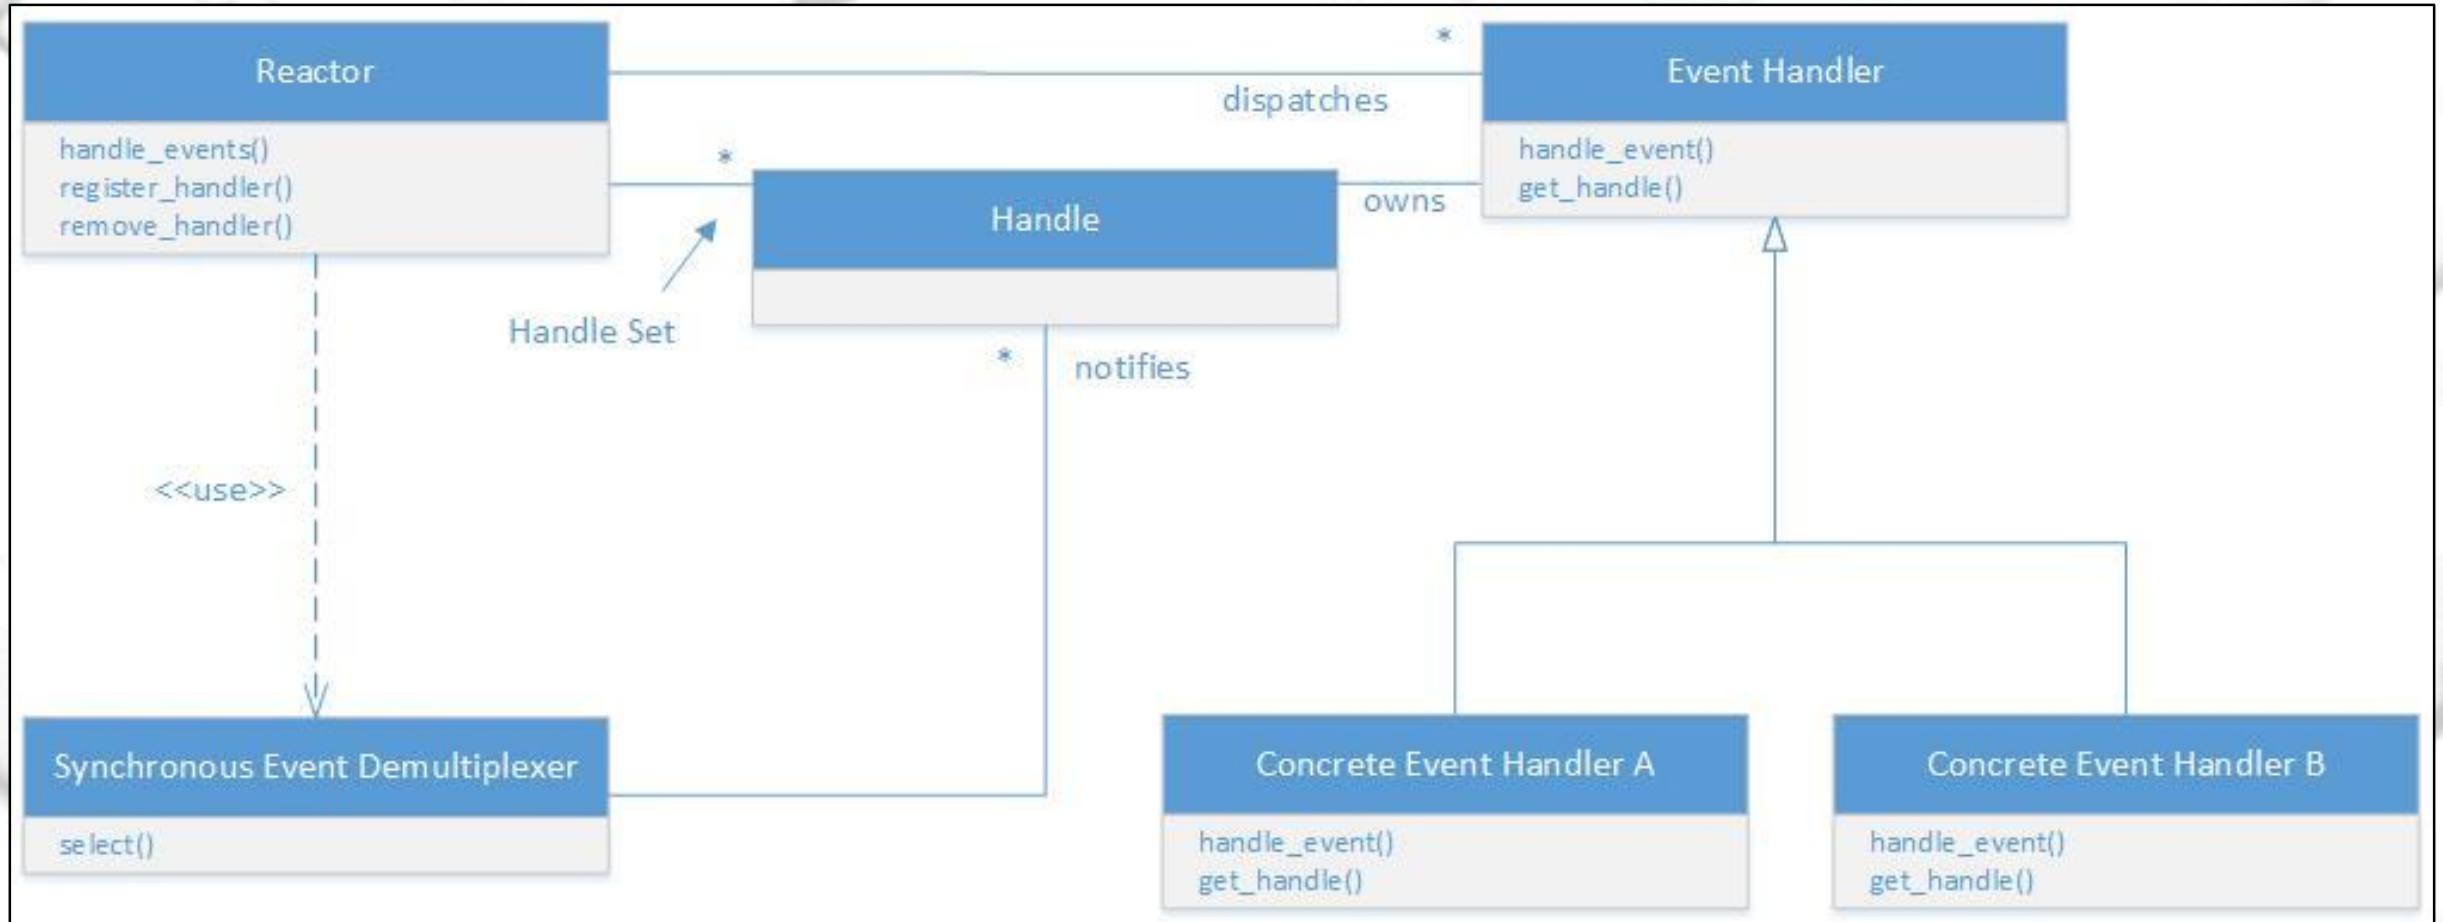 Reactor
handle_events()
register_handler()
remove_handler()
*
dispatches
Event Handler
handle_event()
get_handle()
*
Handle Set
Handle
owns
*
notifies
<<use>>
Synchronous Event Demultiplexer
select()
Concrete Event Handler A
handle_event()
get_handle()
Concrete Event Handler B
handle_event()
get_handle()